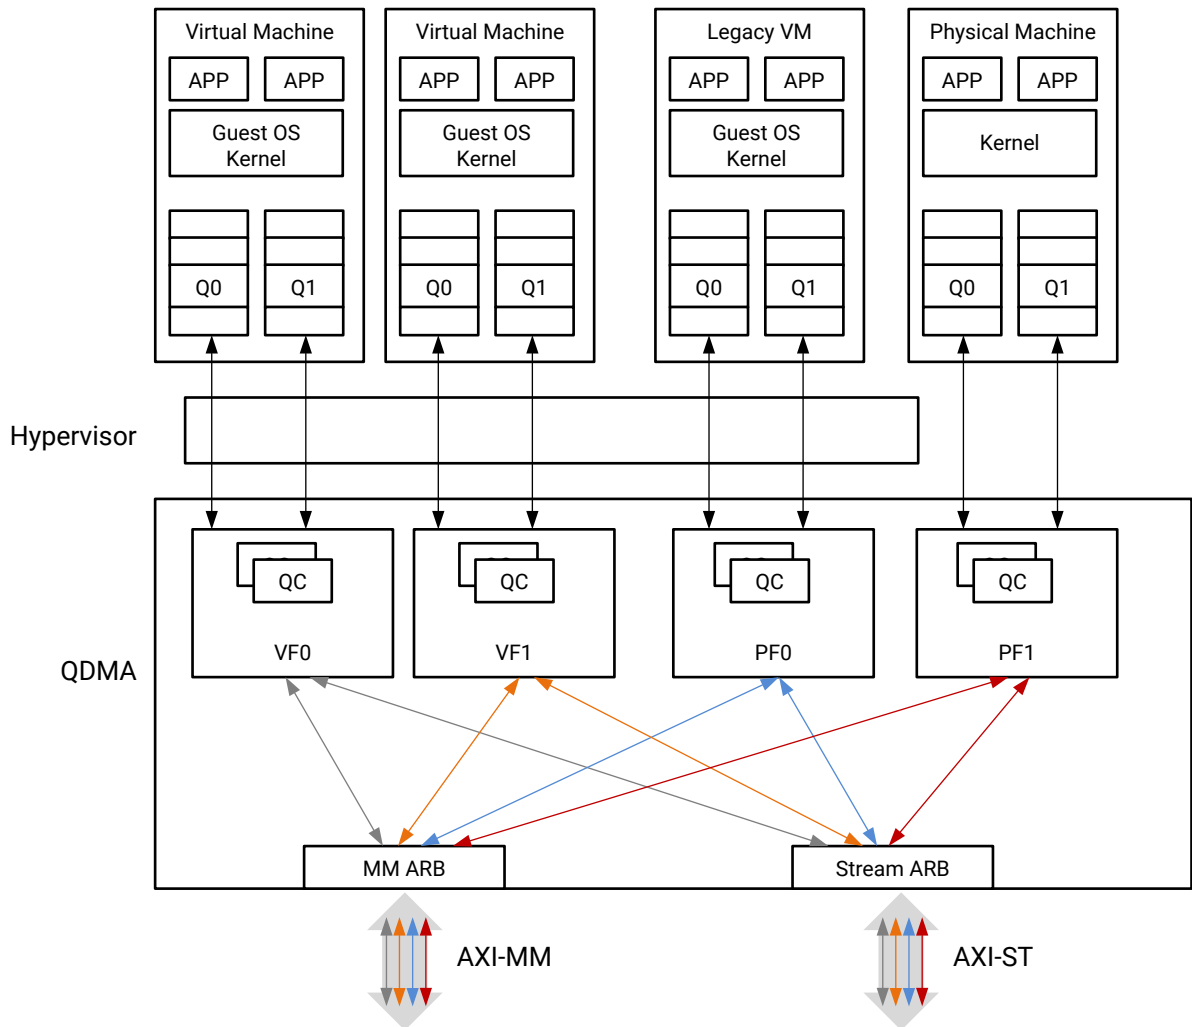 Virtual Machine
Virtual Machine
Legacy VM
Physical Machine
APP
APP
APP
APP
APP
APP
APP
APP
Guest OS
Kernel
Guest OS
Kernel
Guest OS
Kernel
Kernel
Q0
Q1
Q0
Q1
Q0
Q1
Q0
Q1
Hypervisor
QC
QC
QC
QC
VF0
VF1
PF0
PF1
QDMA
MM ARB
Stream ARB
AXI-MM
AXI-ST